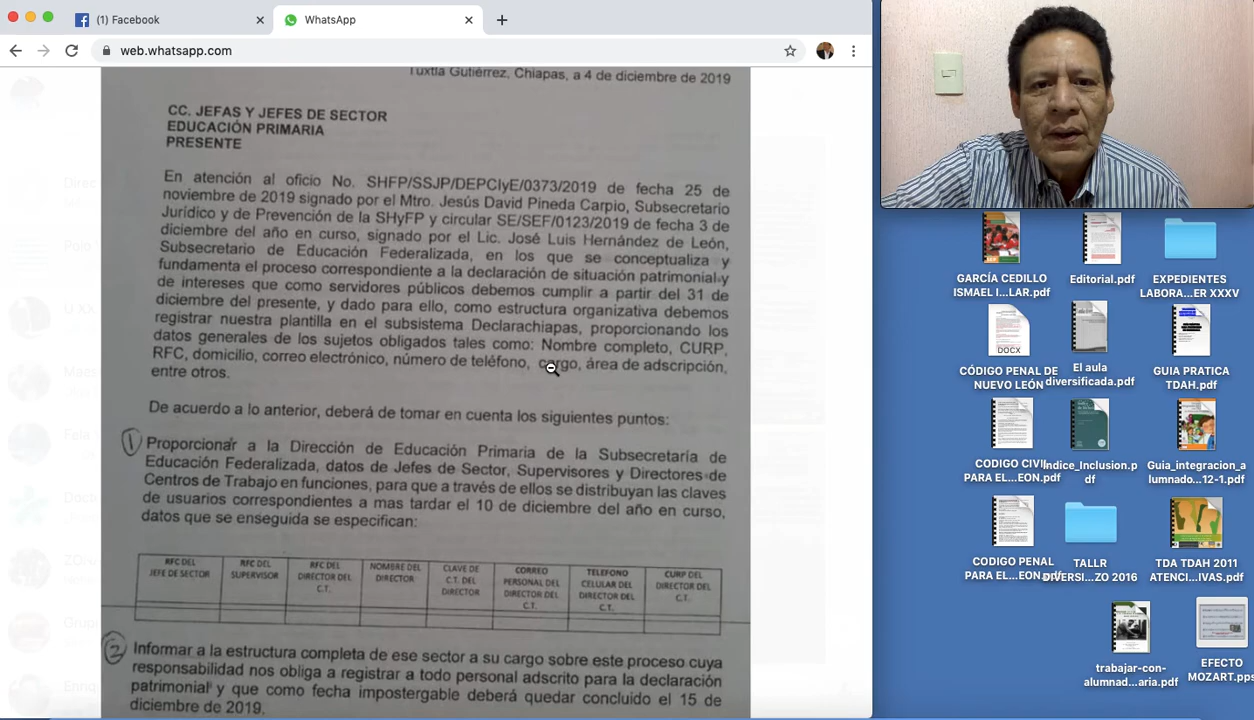 (1) Facebook
WhatsApp
web.whatsapp.com
Tuxtla Gutiérrez, Chiapas, a 4 de diciembre de 2019
CC. JEFAS Y JEFES DE SECTOR
EDUCACIÓN PRIMARIA
PRESENTE
En atención al oficio No. SHFP/SSJP/DEPCIyE/0373/2019 de fecha 25 de
noviembre de 2019 signado por el Mtro. Jesús David Pineda Carpio, Subsecretario
Jurídico y de Prevención de la SHyFP y circular SE/SEF/0123/2019 de fecha 3 de
diciembre del año en curso, signado por el Lic. José Luis Hernández de León,
Subsecretario de Educación Federalizada, en los que se conceptualiza y
fundamenta el proceso correspondiente a la declaración de situación patrimonial y
de intereses que como servidores públicos debemos cumplir a partir del 31 de
diciembre del presente, y dado para ello, como estructura organizativa debemos
registrar nuestra plantilla en el subsistema Declarachiapas, proporcionando los
datos generales de los sujetos obligados tales como: Nombre completo, CURP,
RFC, domicilio, correo electrónico, número de teléfono, cargo, área de adscripción,
entre otros.
De acuerdo a lo anterior, deberá de tomar en cuenta los siguientes puntos:
1 Proporcionar a la Dirección de Educación Primaria de la Subsecretaría de
Educación Federalizada, datos de Jefes de Sector, Supervisores y Directores de
Centros de Trabajo en funciones, para que a través de ellos se distribuyan las claves
de usuarios correspondientes a mas tardar el 10 de diciembre del año en curso,
datos que se enseguida se especifican:
RFC DEL JEFE DE SECTOR
RFC DEL SUPERVISOR
RFC DEL DIRECTOR DEL C.T.
NOMBRE DEL DIRECTOR
CLAVE DE C.T. DEL DIRECTOR
CORREO PERSONAL DEL DIRECTOR DEL C.T.
TELEFONO CELULAR DEL DIRECTOR DEL C.T.
CURP DEL DIRECTOR DEL C.T.
2 Informar a la estructura completa de ese sector a su cargo sobre este proceso cuya
responsabilidad nos obliga a registrar a todo personal adscrito para la declaración
patrimonial y que como fecha impostergable deberá quedar concluido el 15 de
diciembre de 2019.
GARCÍA CEDILLO
ISMAEL I...LAR.pdf
Editorial.pdf
EXPEDIENTES
LABORA...ER XXXV
DOCX
CÓDIGO PENAL DE
NUEVO LEÓN
El aula
diversificada.pdf
GUIA PRATICA
TDAH.pdf
CODIGO CIVIL
PARA EL...EON.pdf
Indice_Inclusion.p
df
Guia_integracion_a
lumnado...12-1.pdf
CODIGO PENAL
PARA EL...
TALLR
DIVERSI...ZO 2016
TDA TDAH 2011
ATENCI...IVAS.pdf
trabajar-con-
alumnad...aria.pdf
EFECTO
MOZART.pps